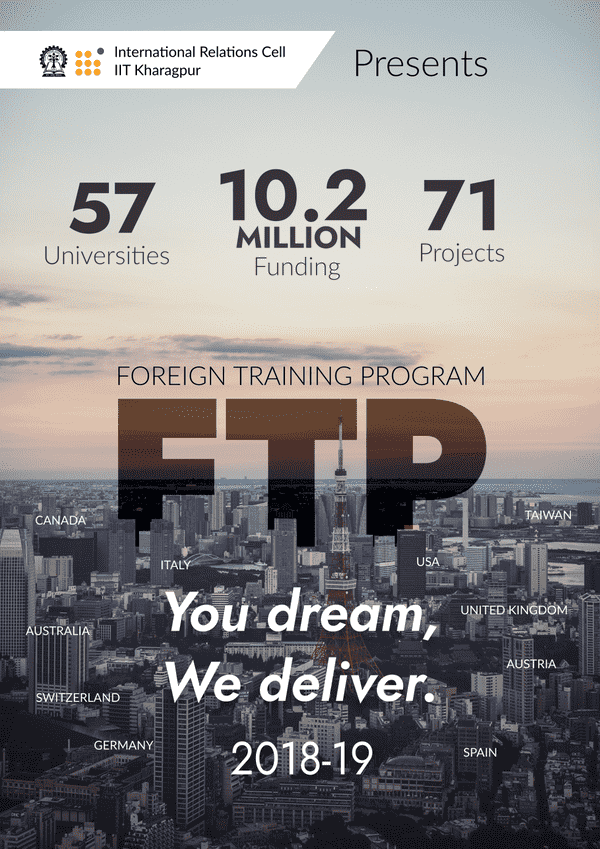 International Relations Cell
IIT Kharagpur
Presents
57
Universities
10.2
MILLION
Funding
71
Projects
FOREIGN TRAINING PROGRAM
FTP
CANADA
TAIWAN
ITALY
USA
You dream,
UNITED KINGDOM
AUSTRALIA
We deliver.
AUSTRIA
SWITZERLAND
GERMANY
2018-19
SPAIN